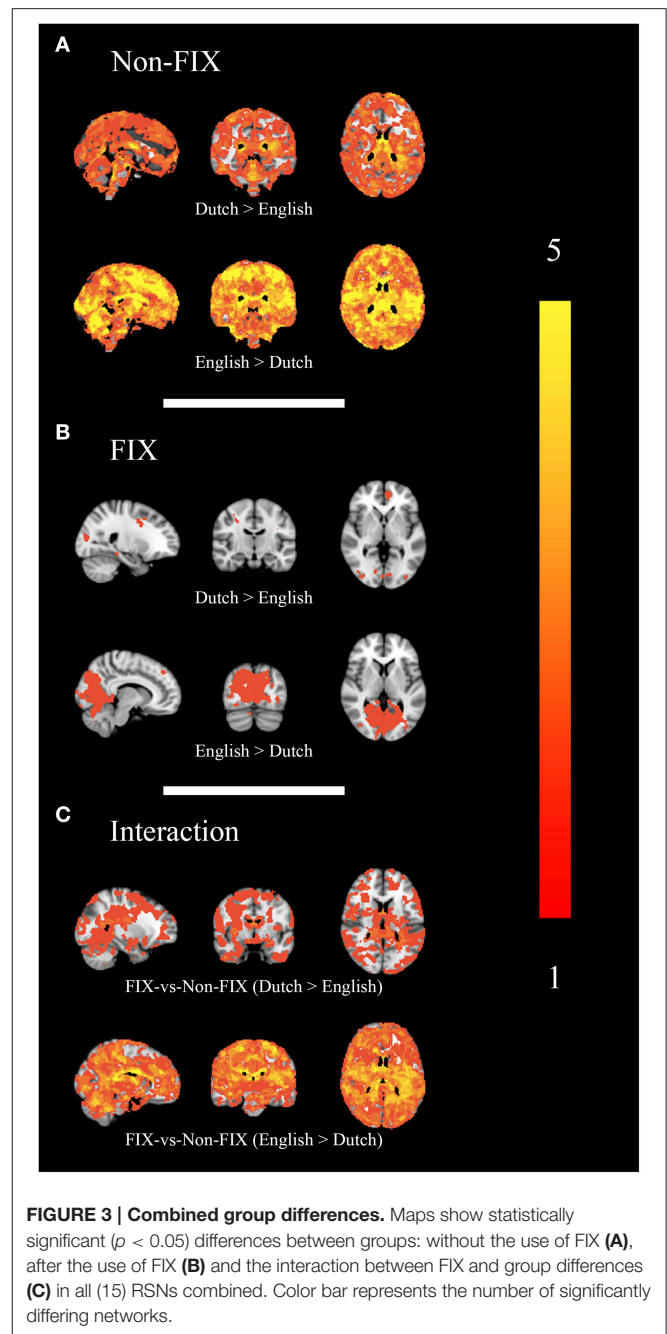 A
Non-FIX
Dutch > English
English > Dutch
B
FIX
Dutch > English
English > Dutch
C
Interaction
FIX-vs-Non-FIX (Dutch > English)
FIX-vs-Non-FIX (English > Dutch)
5
1
FIGURE 3 | Combined group differences. Maps show statistically
significant (p < 0.05) differences between groups: without the use of FIX (A),
after the use of FIX (B) and the interaction between FIX and group differences
(C) in all (15) RSNs combined. Color bar represents the number of significantly
differing networks.